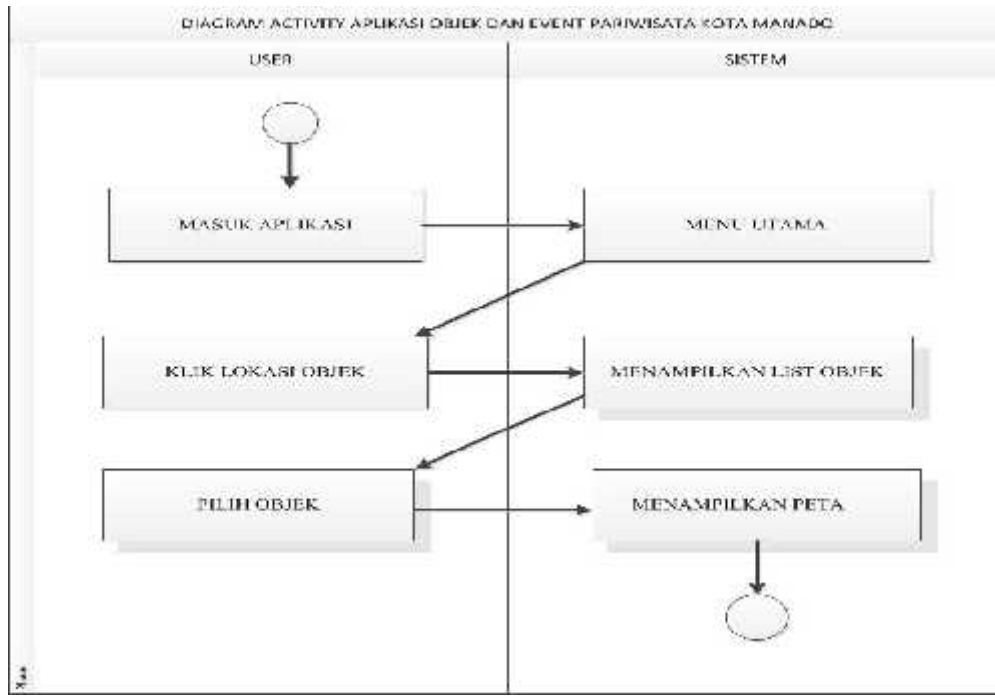 DIAGRAM ACTIVITY APLIKASI OBJEK DAN EVENT PARIWISATA KOTA MANADO
USER
SISTEM
MASUK APLIKASI
MENU UTAMA
KLIK LOKASI OBJEK
MENAMPILKAN LIST OBJEK
PILIH OBJEK
MENAMPILKAN PETA